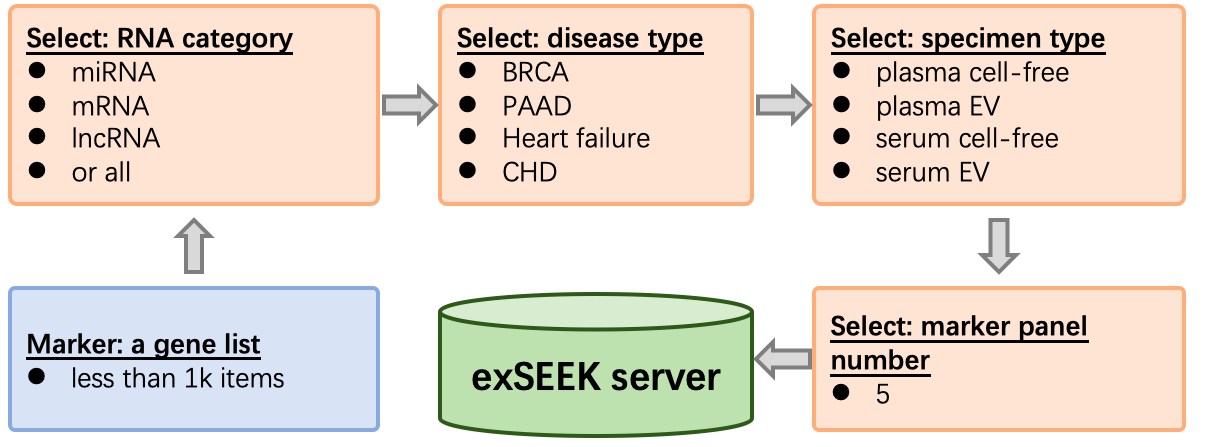 Select: RNA category
● miRNA
● mRNA
● lncRNA
● or all
Select: disease type
● BRCA
● PAAD
● Heart failure
● CHD
Select: specimen type
● plasma cell-free
● plasma EV
● serum cell-free
● serum EV
Marker: a gene list
● less than 1k items
exSEEK server
Select: marker panel
number
● 5